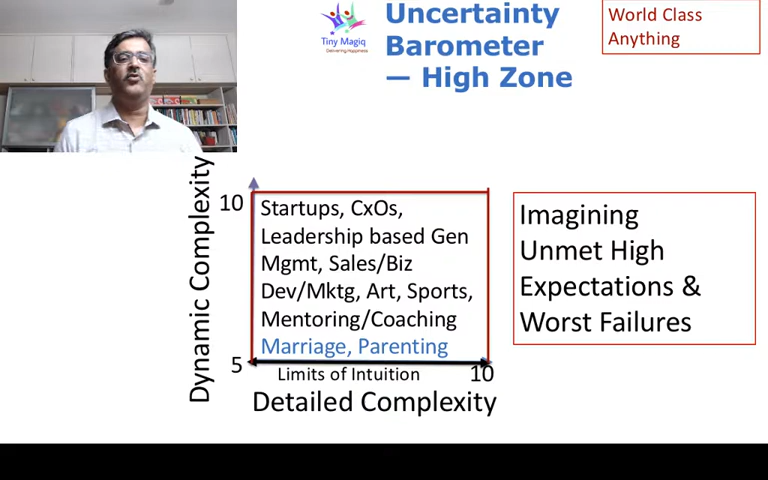 Uncertainty
Barometer
— High Zone
World Class
Anything
Tiny Magiq
Delivering Happiness
Dynamic Complexity
10
5
Startups, CxOs,
Leadership based Gen
Mgmt, Sales/Biz
Dev/Mktg, Art, Sports,
Mentoring/Coaching
Marriage, Parenting
Limits of Intuition
10
Detailed Complexity
Imagining
Unmet High
Expectations &
Worst Failures